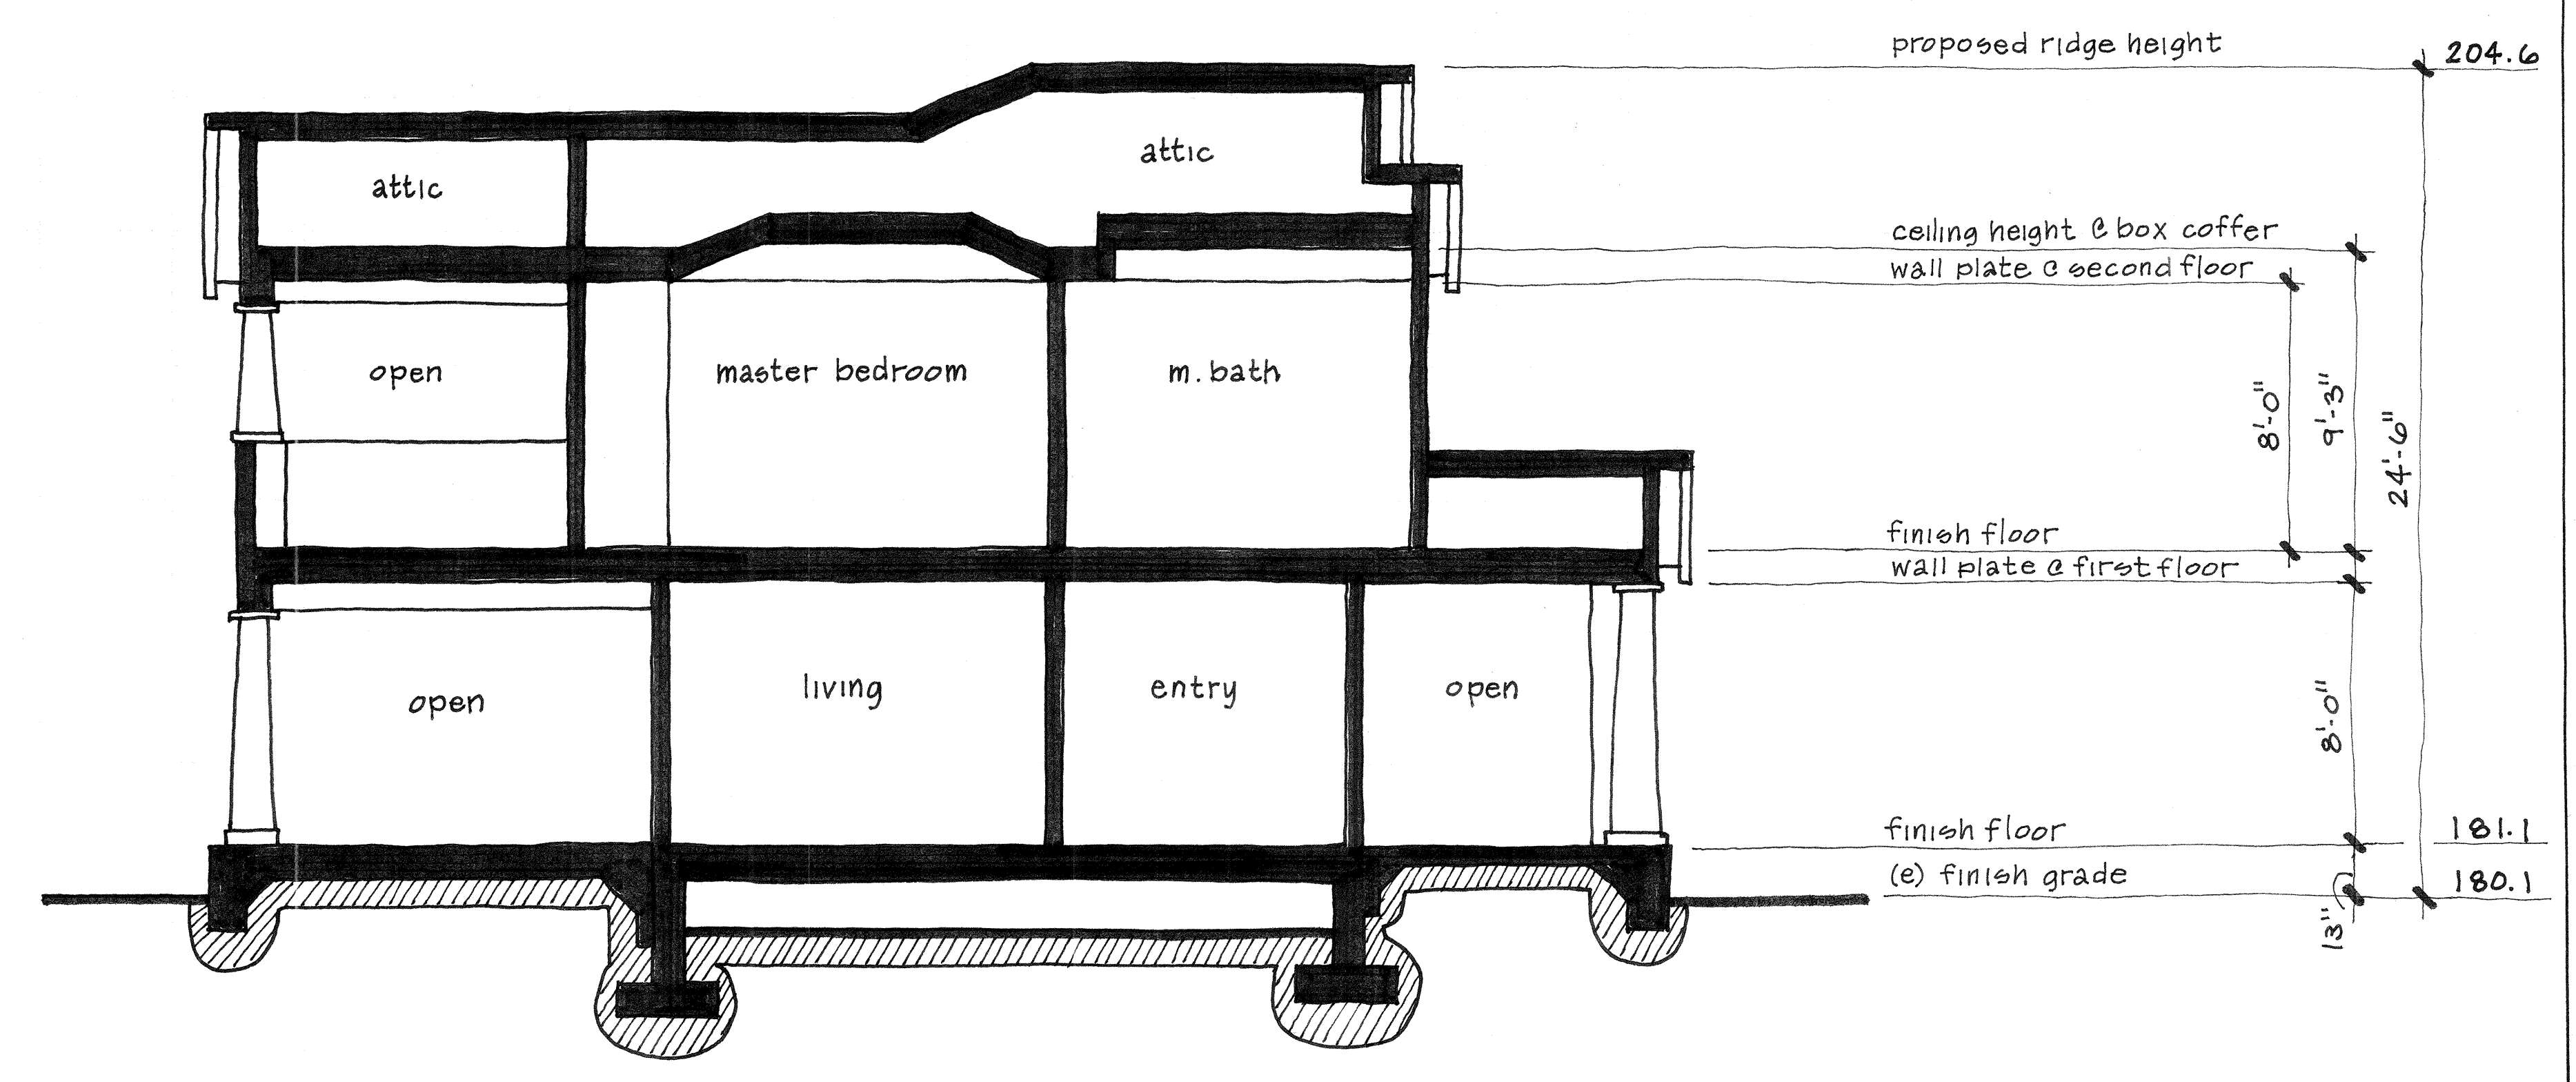 proposed ridge height 204.6
attic
attic
ceiling height @ box coffer
wall plate @ second floor
open
master bedroom
m. bath
8'-0"
9'-3"
24'-6"
finish floor
wall plate @ first floor
open
living
entry
open
8'-0"
finish floor 181.1
(e) finish grade 180.1
13"